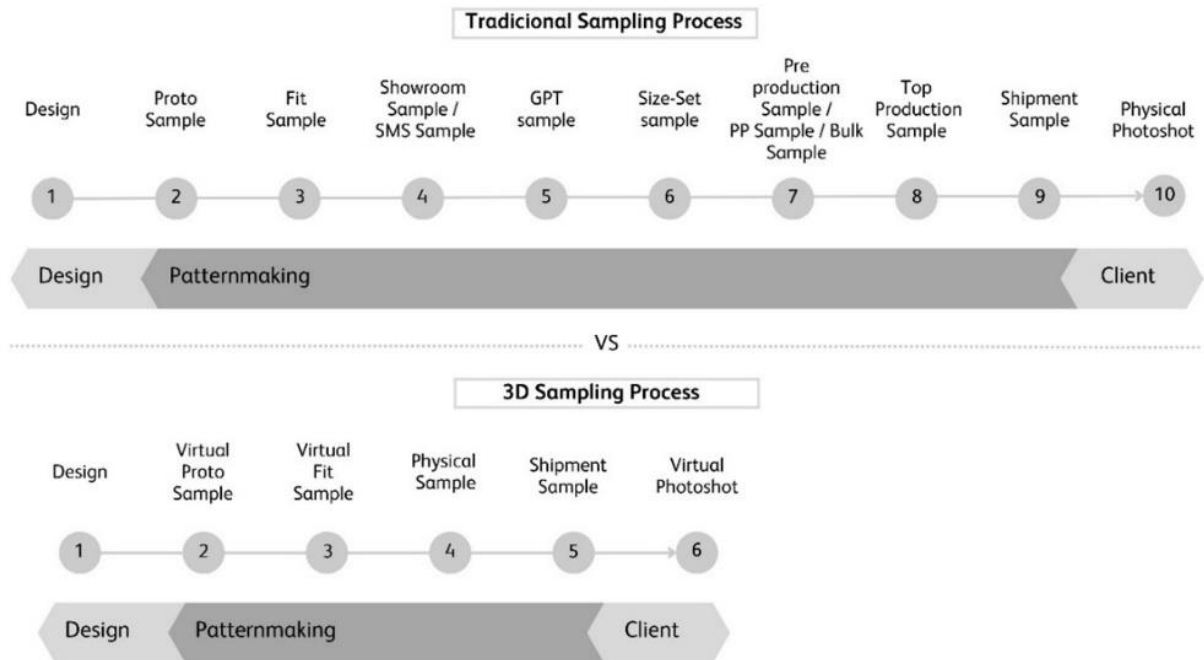 Tradicional Sampling Process
Design
Proto
Sample
Fit
Sample
Showroom
Sample /
SMS Sample
GPT
sample
Size-Set
sample
Pre
production
Sample /
PP Sample / Bulk
Sample
Top
Production
Sample
Shipment
Sample
Physical
Photoshot
1 2 3 4 5 6 7 8 9 10
Design Patternmaking Client
VS
3D Sampling Process
Design
Virtual
Proto
Sample
Virtual
Fit
Sample
Physical
Sample
Shipment
Sample
Virtual
Photoshot
1 2 3 4 5 6
Design Patternmaking Client